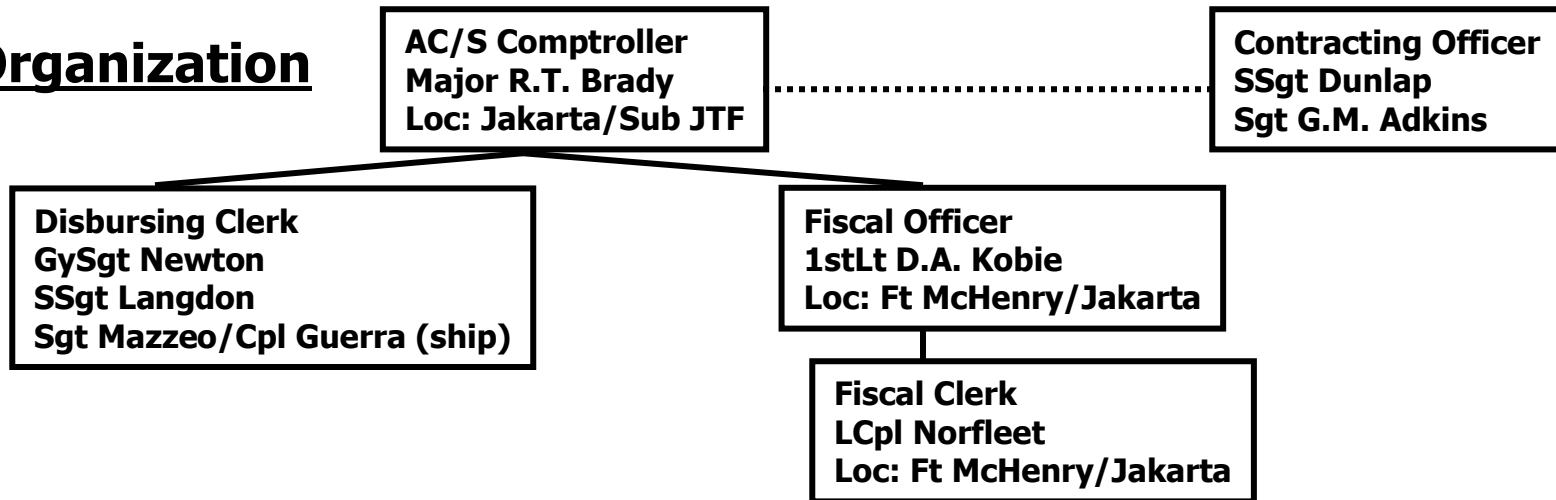 Organization
AC/S Comptroller
Major R.T. Brady
Loc: Jakarta/Sub JTF
Contracting Officer
SSgt Dunlap
Sgt G.M. Adkins
Disbursing Clerk
GySgt Newton
SSgt Langdon
Sgt Mazzeo/Cpl Guerra (ship)
Fiscal Officer
1stLt D.A. Kobie
Loc: Ft McHenry/Jakarta
Fiscal Clerk
LCpl Norfleet
Loc: Ft McHenry/Jakarta